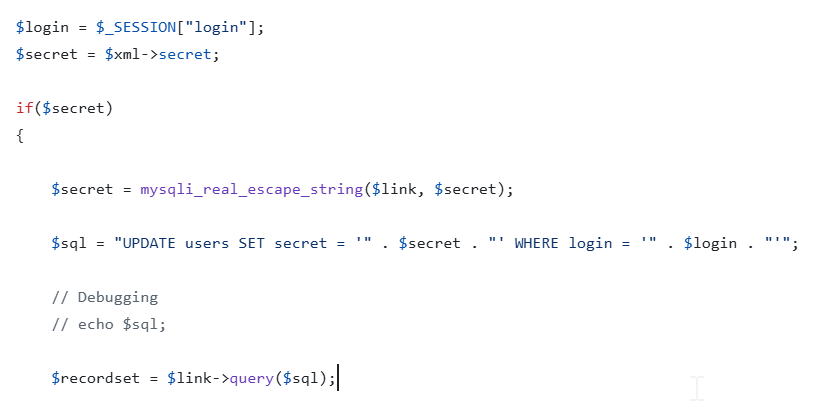 $login = $_SESSION["login"];
$secret = $xml->secret;
if($secret)
{
$secret = mysqli_real_escape_string($link, $secret);
$sql = "UPDATE users SET secret = '" . $secret . "' WHERE login = '" . $login . "'";
// Debugging
// echo $sql;
$recordset = $link->query($sql);